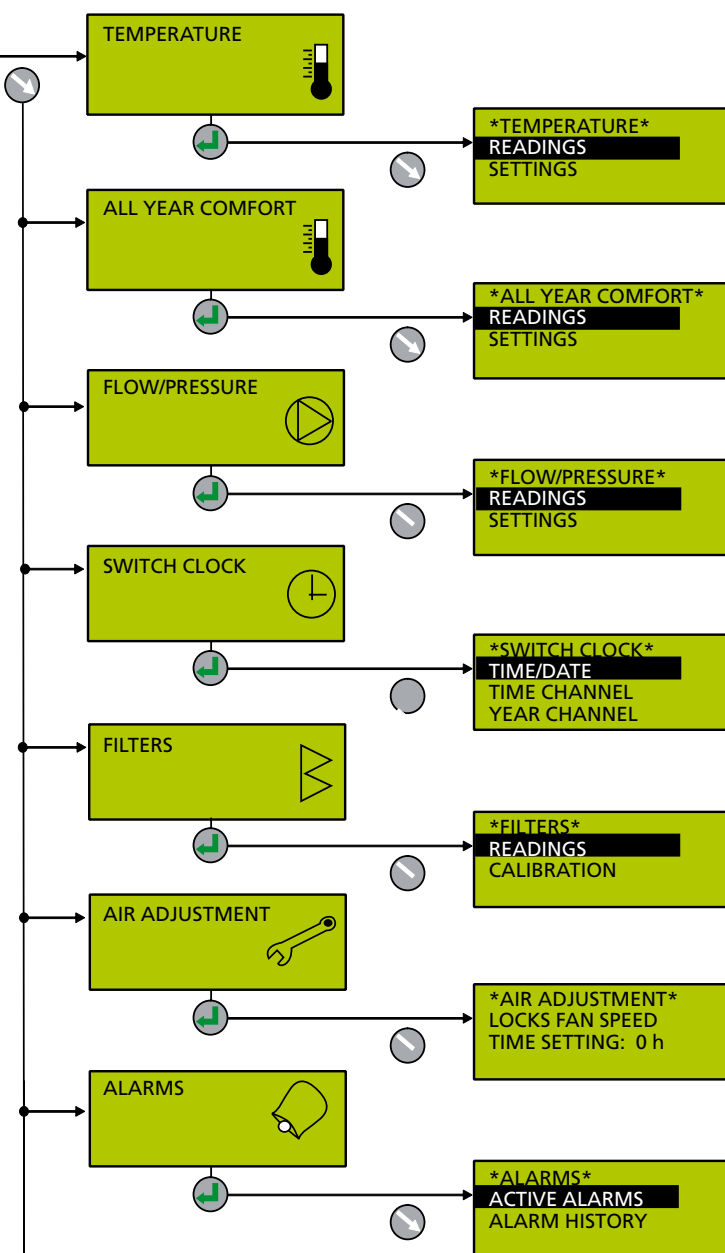 TEMPERATURE
*TEMPERATURE*
READINGS
SETTINGS
ALL YEAR COMFORT
*ALL YEAR COMFORT*
READINGS
SETTINGS
FLOW/PRESSURE
*FLOW/PRESSURE*
READINGS
SETTINGS
SWITCH CLOCK
*SWITCH CLOCK*
TIME/DATE
TIME CHANNEL
YEAR CHANNEL
FILTERS
*FILTERS*
READINGS
CALIBRATION
AIR ADJUSTMENT
*AIR ADJUSTMENT*
LOCKS FAN SPEED
TIME SETTING: 0 h
ALARMS
*ALARMS*
ACTIVE ALARMS
ALARM HISTORY